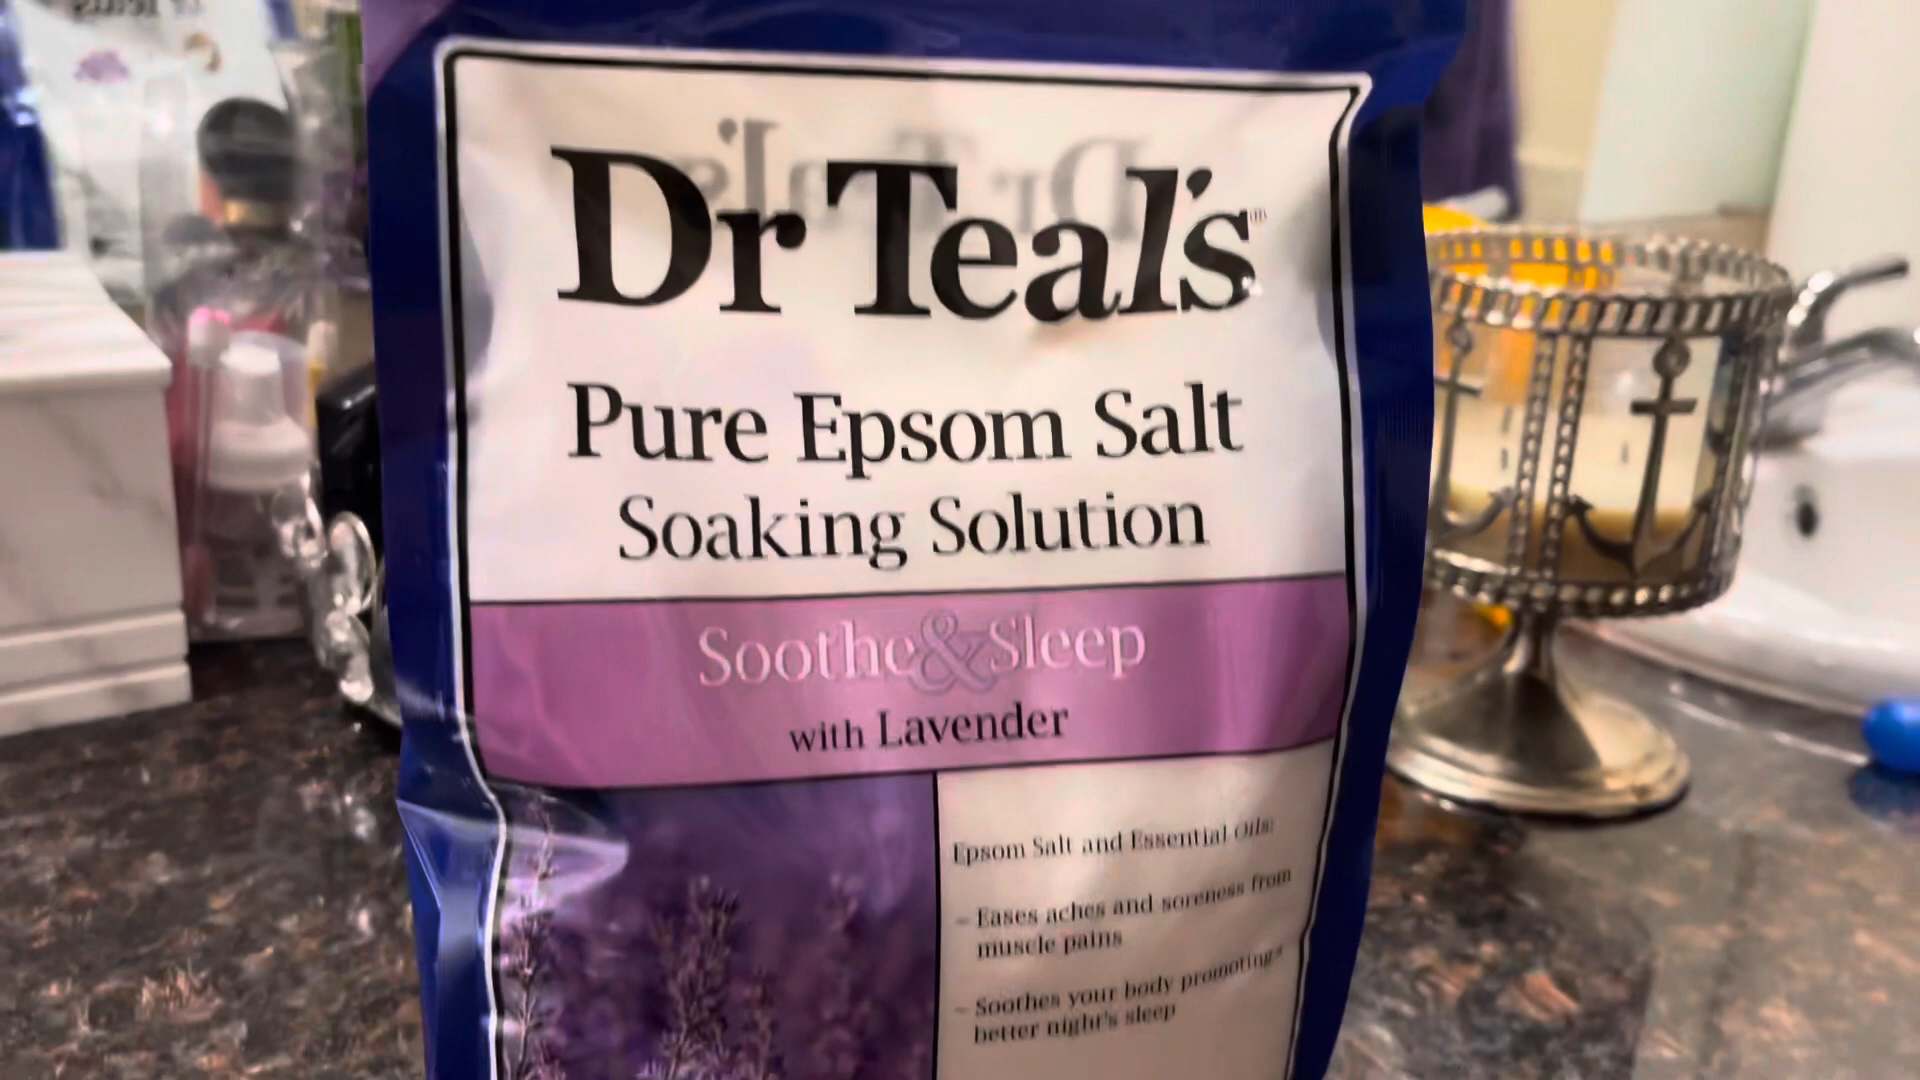 Dr Teal's™
Pure Epsom Salt
Soaking Solution
Soothe & Sleep
with Lavender
Epsom Salt and Essential Oils:
- Eases aches and soreness from
muscle pains
- Soothes your body promoting a
better night's sleep